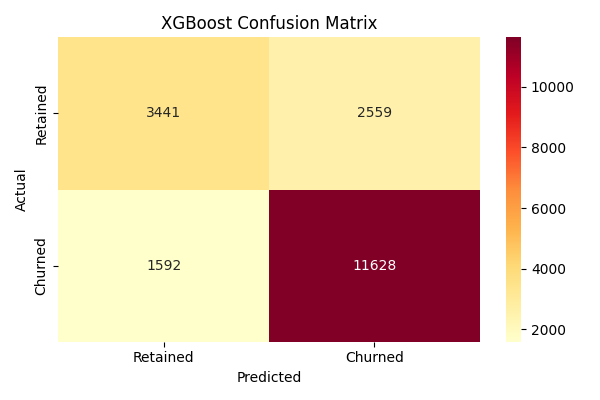 XGBoost Confusion Matrix
Actual
Retained
3441
2559
Churned
1592
11628
Retained
Churned
Predicted
10000
8000
6000
4000
2000